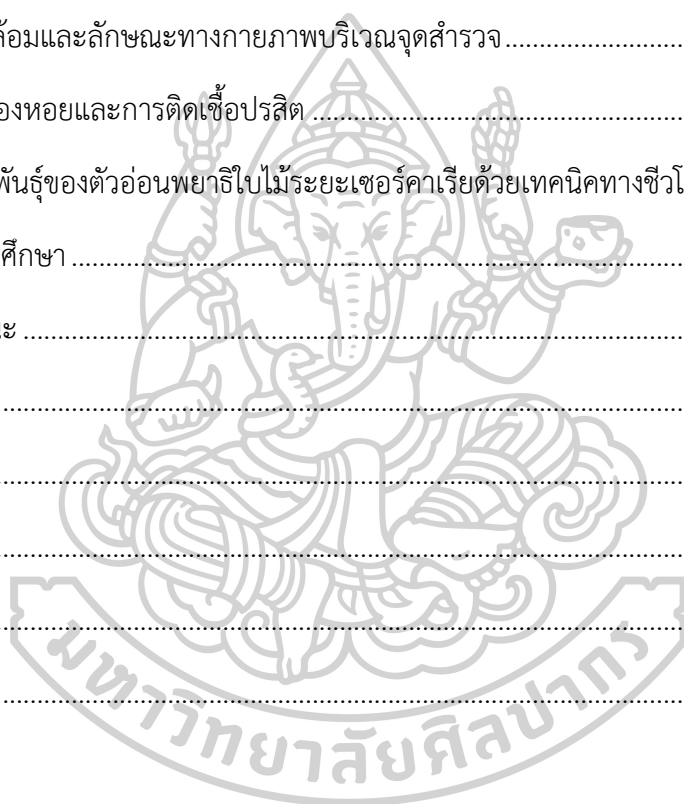 ล้อมและลักษณะทางกายภาพบริเวณจุดสำรวจ........................
องหอยและการติดเชื้อปรสิต ..................................................
พันธุ์ของตัวอ่อนพยาธิใบไม้ระยะเซอร์คาเรียด้วยเทคนิคทางชีวโ
ศึกษา ....................................................................................
นะ .........................................................................................
............................................................................................
............................................................................................
............................................................................................
............................................................................................
............................................................................................
มหาวิทยาลัยศิลปากร